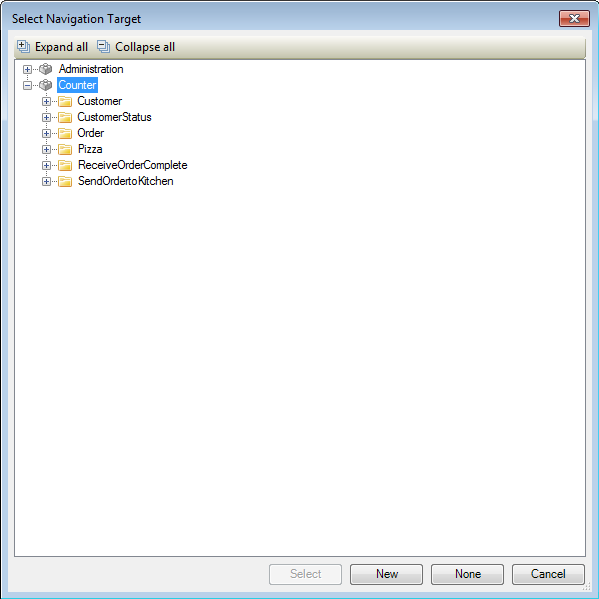 Select Navigation Target
Expand all Collapse all
Administration
Counter
Customer
CustomerStatus
Order
Pizza
ReceiveOrderComplete
SendOrdertoKitchen
Select New None Cancel